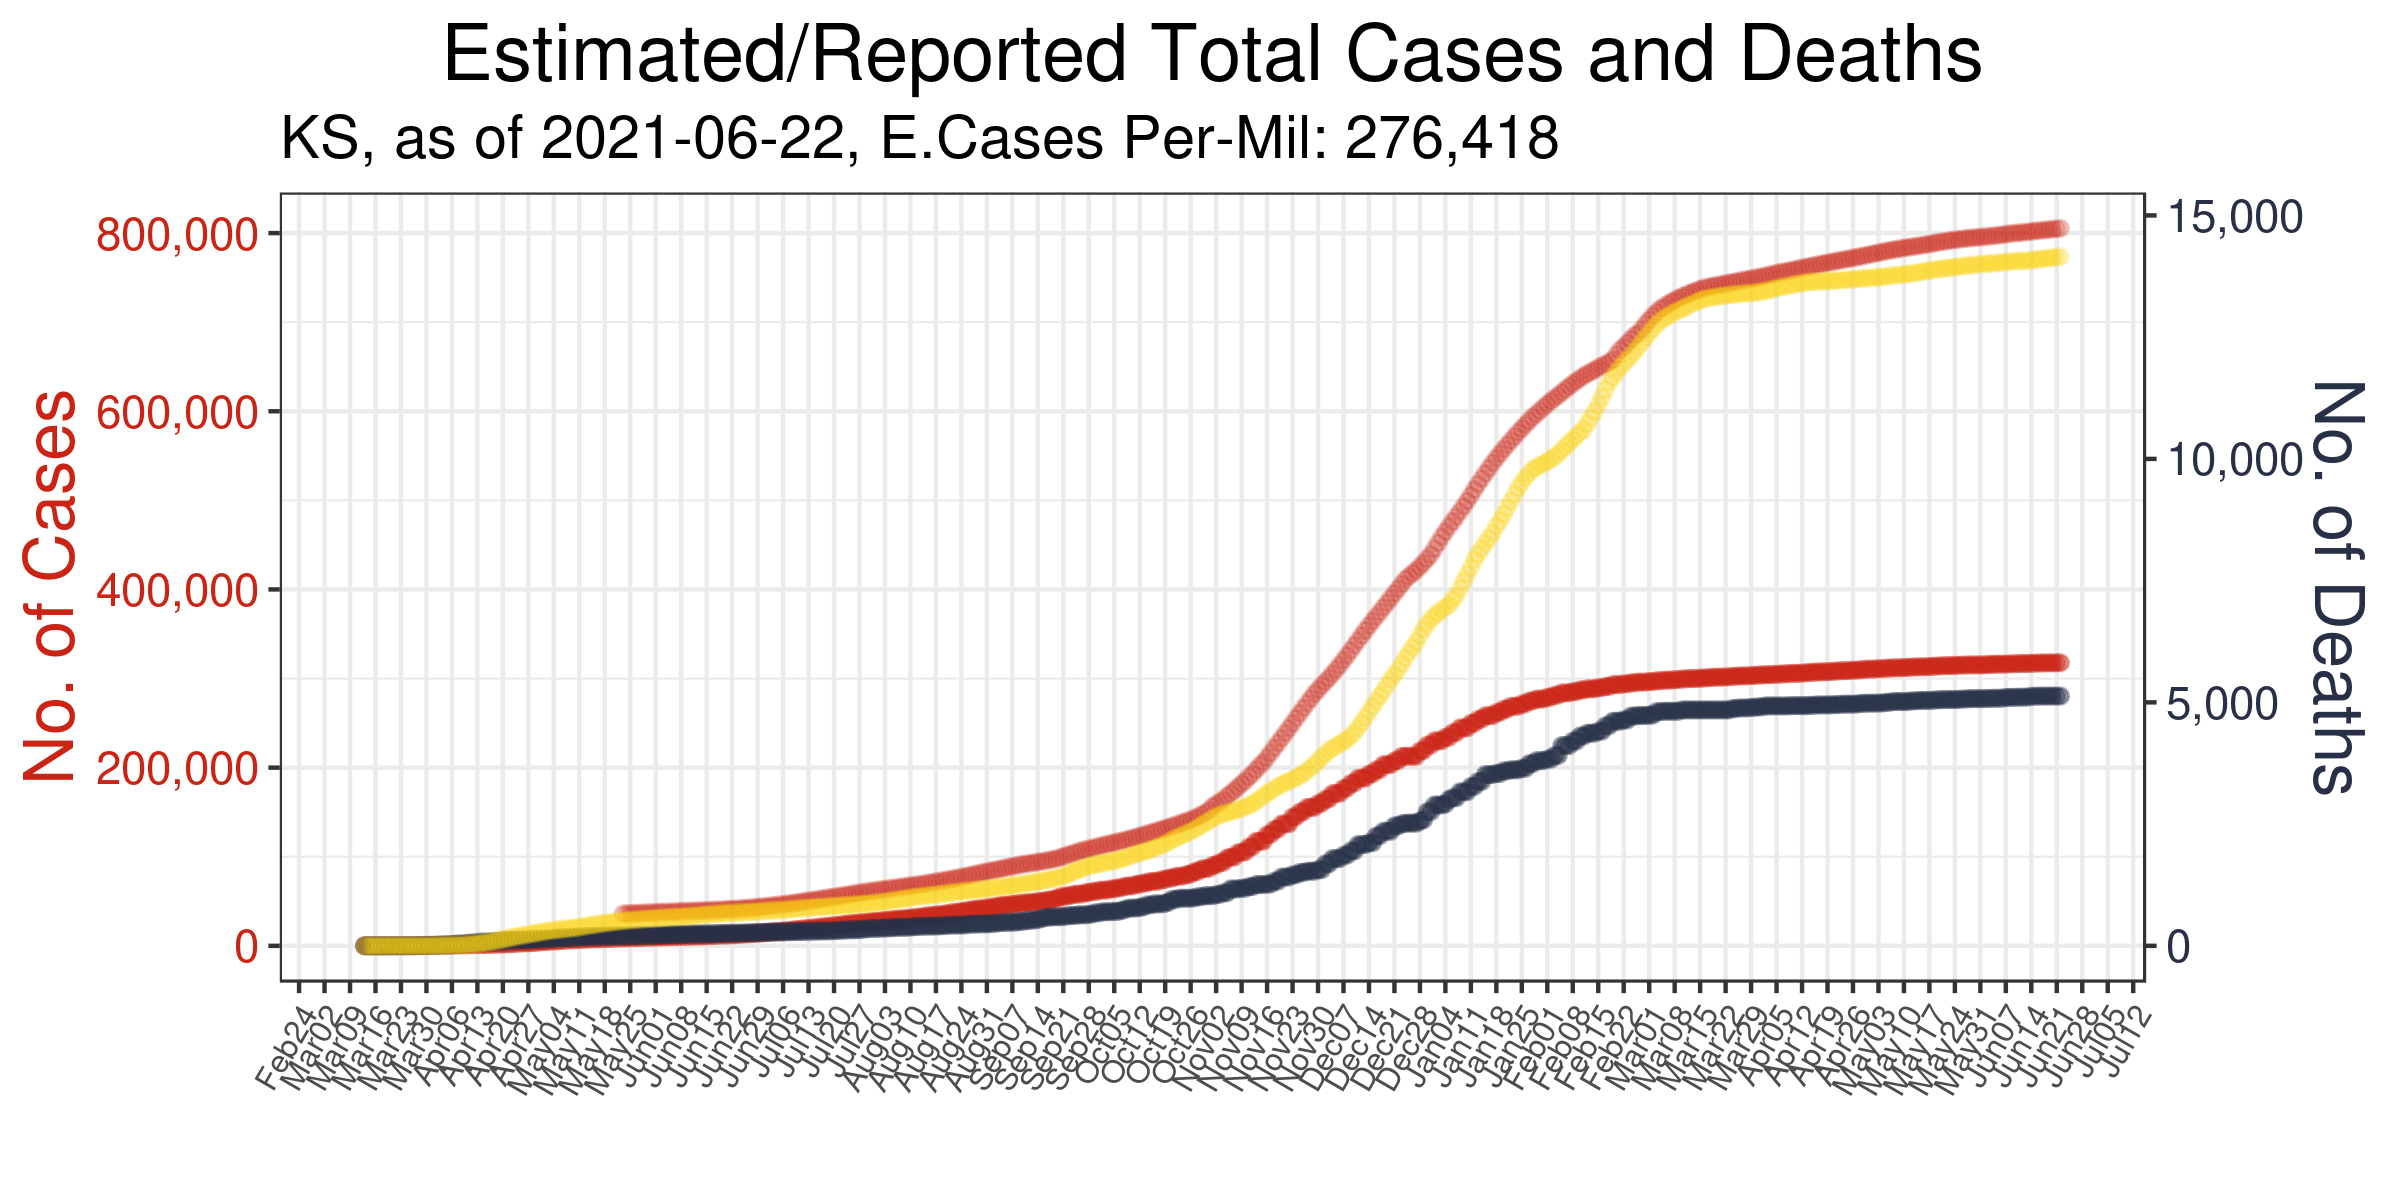 Estimated/Reported Total Cases and Deaths
KS, as of 2021-06-22, E.Cases Per-Mil: 276,418
No. of Cases
800,000
600,000
400,000
200,000
0
15,000
10,000
5,000
0
No. of Deaths
Feb24
Mar02
Mar09
Mar16
Mar23
Mar30
Apr06
Apr13
Apr20
Apr27
May04
May11
May18
May25
Jun01
Jun08
Jun15
Jun22
Jun29
Jul06
Jul13
Jul20
Jul27
Aug03
Aug10
Aug17
Aug24
Aug31
Sep07
Sep14
Sep21
Sep28
Oct05
Oct12
Oct19
Oct26
Nov02
Nov09
Nov16
Nov23
Nov30
Dec07
Dec14
Dec21
Dec28
Jan04
Jan11
Jan18
Jan25
Feb01
Feb08
Feb15
Feb22
Mar01
Mar08
Mar15
Mar22
Mar29
Apr05
Apr12
Apr19
Apr26
May03
May10
May17
May24
May31
Jun07
Jun14
Jun21
Jun28
Jul05
Jul12